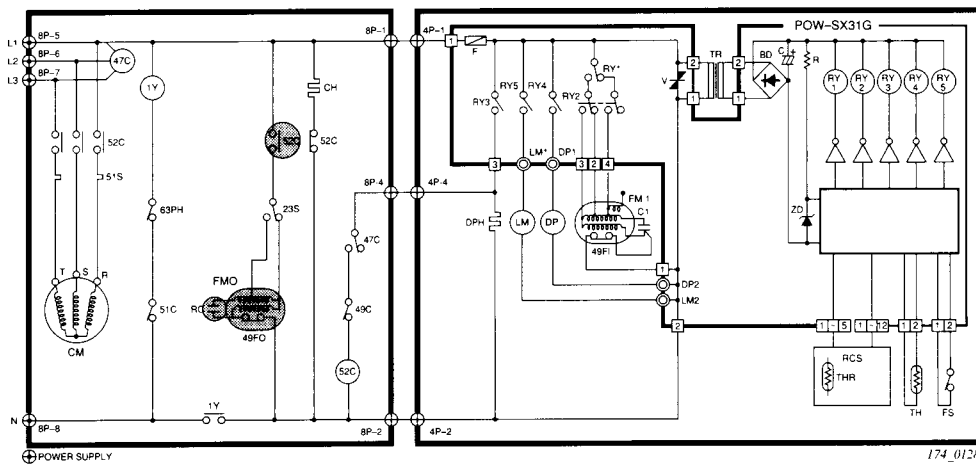 L1 8P-5
L2 8P-6
L3 8P-7
47C
8P-1
4P-1
1
F
POW-SX31G
1Y
CH
52C
52C
52C
51S
RY3
RY5
RY4
RY2
RY*
V
2
TR
2
1
1
BD
C
R
RY 1
RY 2
RY 3
RY 4
RY 5
3
LM*
DP1
3 2 4
8P-4
4P-4
63PH
23S
47C
DPH
LM
DP
FM 1
C1
49FI
ZD
T S R
FMO
RC
51C
49FO
49C
52C
CM
1
DP2
LM2
2
1 ~ 5
1 ~ 12
1 2
1 2
RCS
THR
TH
FS
1Y
N
8P-8
8P-2
4P-2
POWER SUPPLY